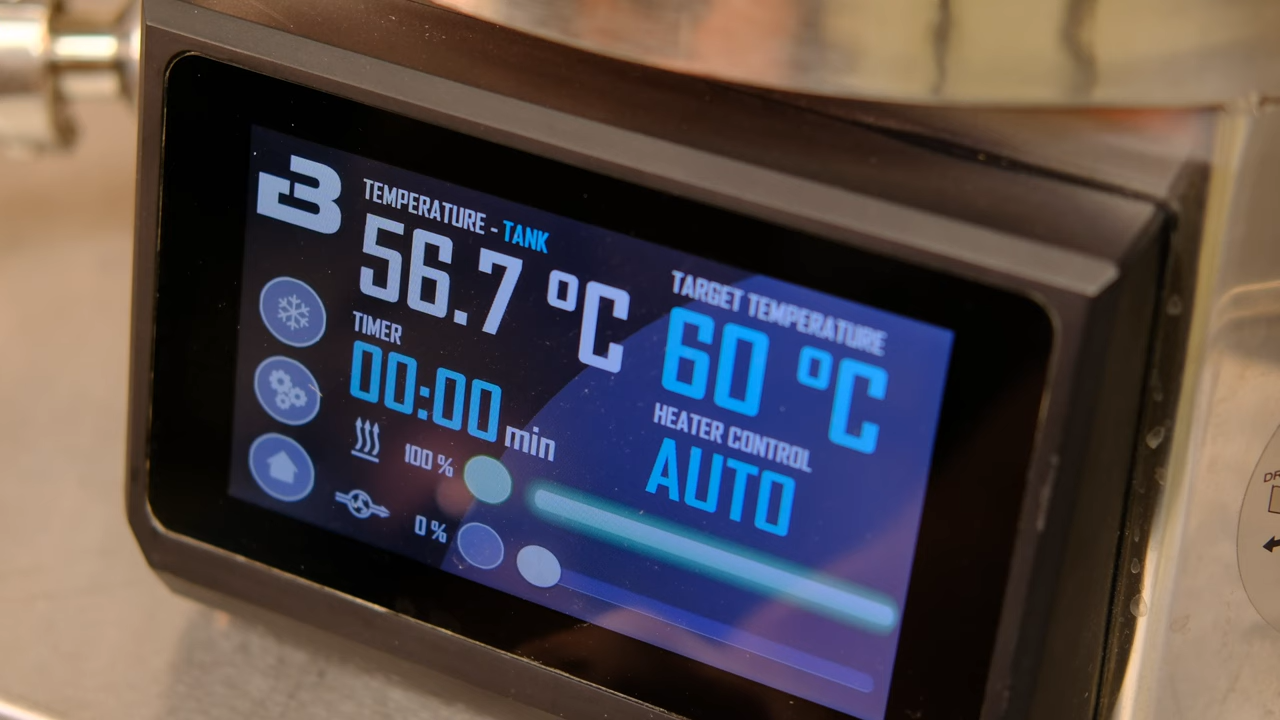 B
TEMPERATURE - TANK
56.7 °C
TIMER
00:00 min
100 %
0 %
TARGET TEMPERATURE
60 °C
HEATER CONTROL
AUTO